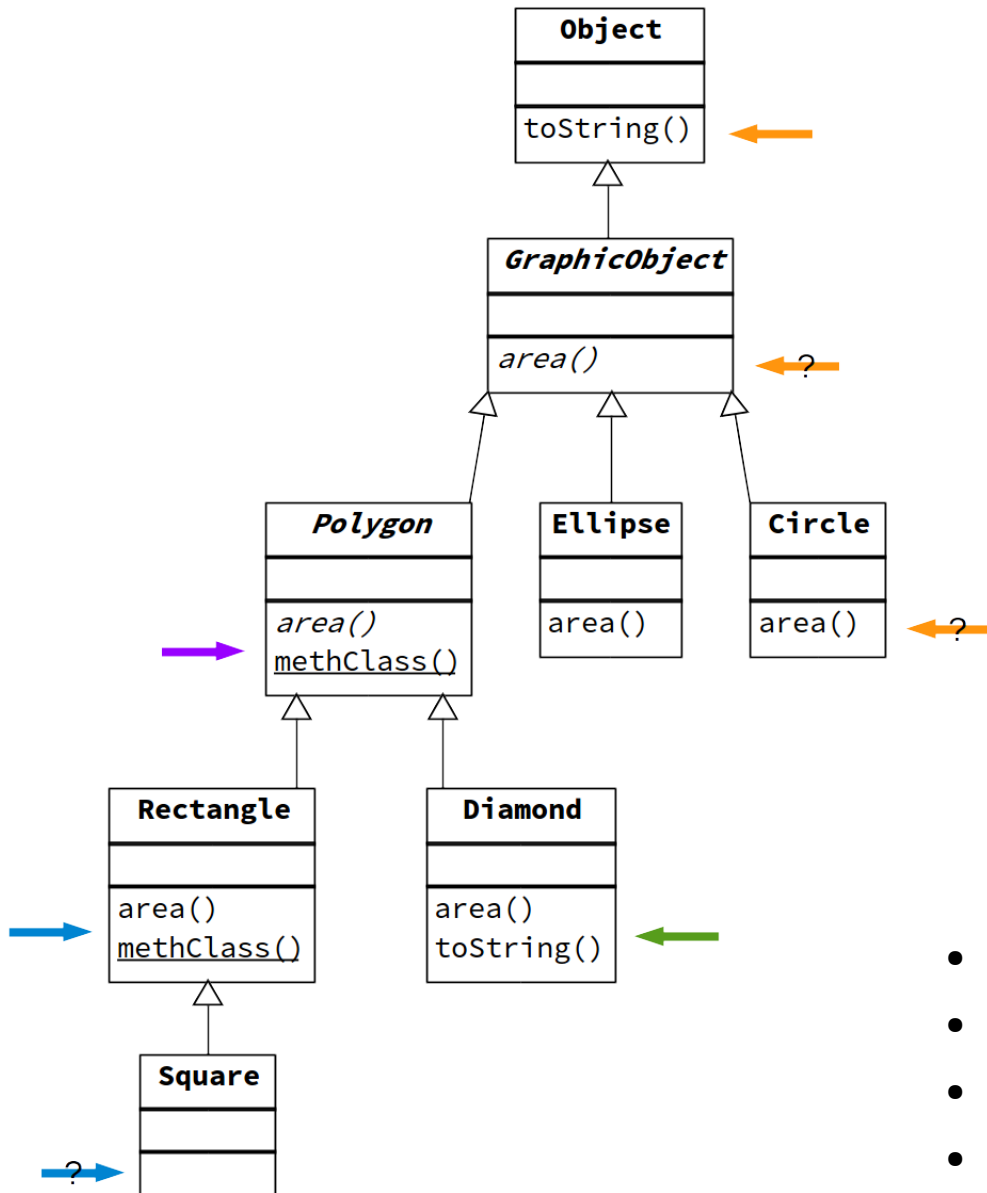 Object
toString()
GraphicObject
area()
?
Polygon
Ellipse
Circle
area()
methClass()
area()
area()
?
Rectangle
Diamond
area()
methClass()
area()
toString()
Square
?